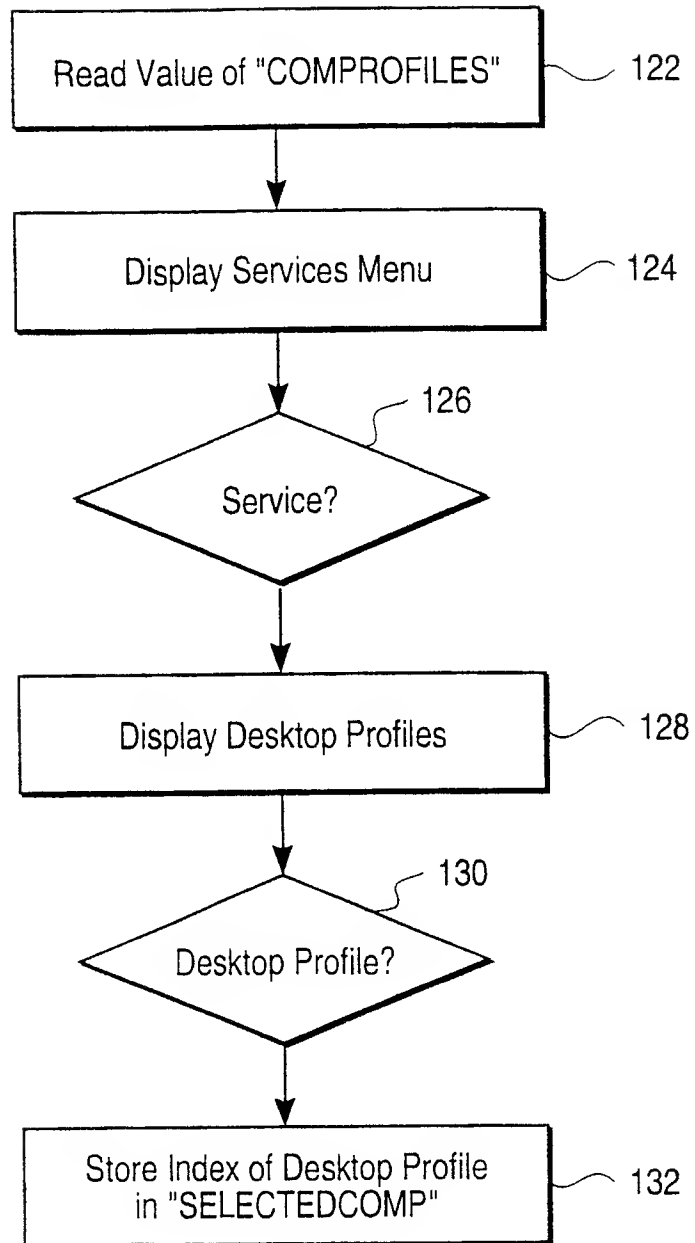 Read Value of "COMPROFILES"
122
Display Services Menu
124
126
Service?
Display Desktop Profiles
128
130
Desktop Profile?
Store Index of Desktop Profile
in "SELECTEDCOMP"
132